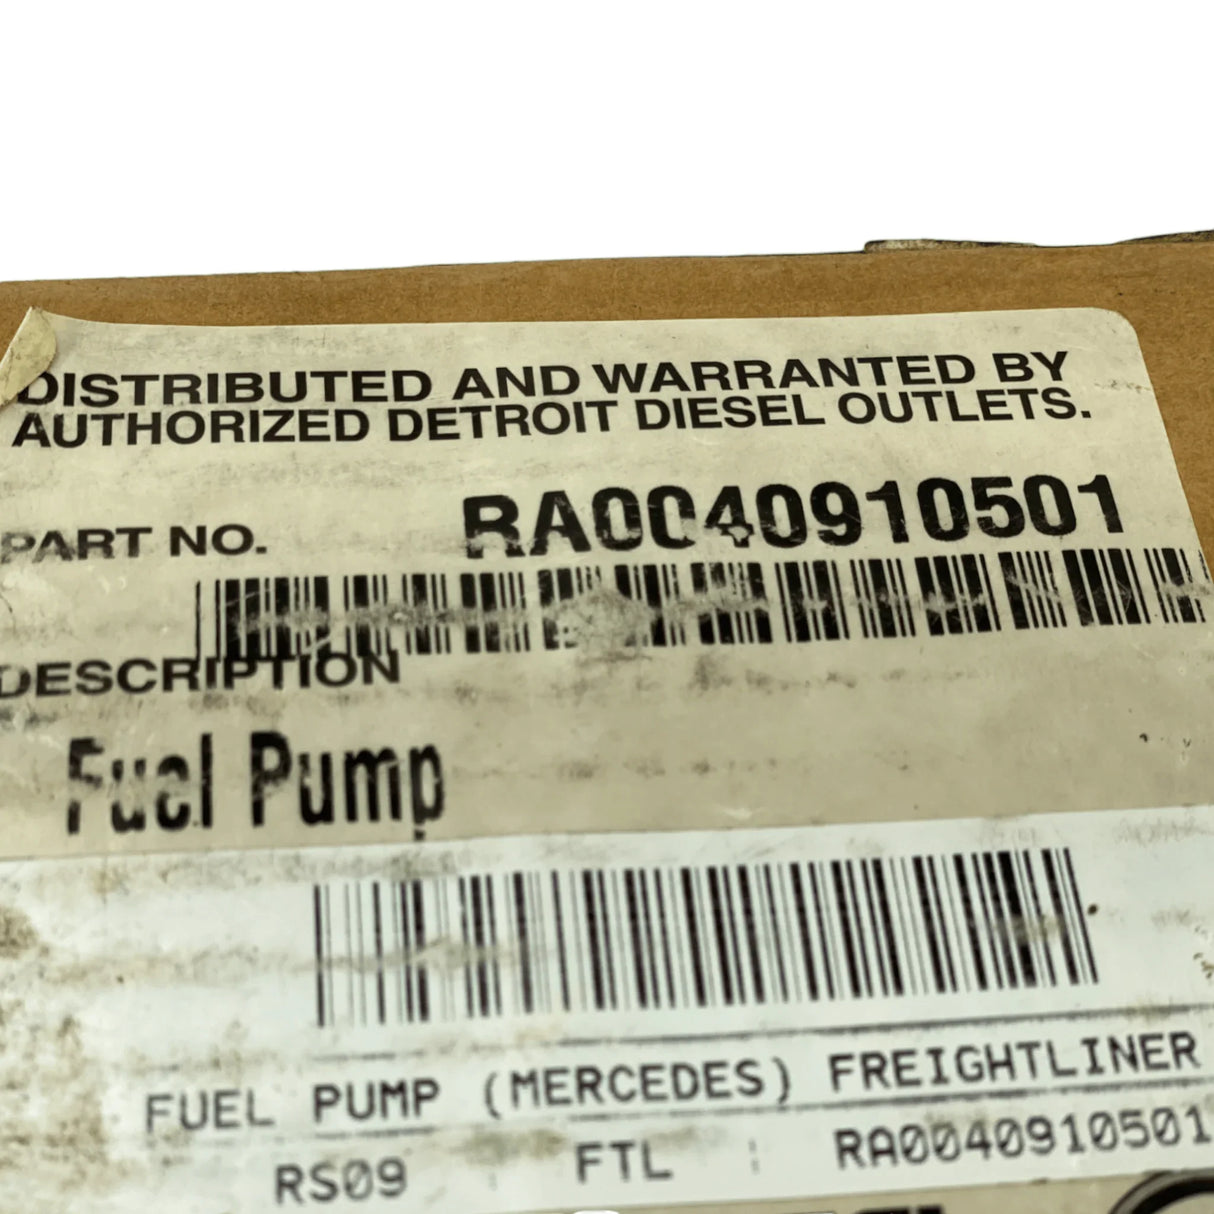 DISTRIBUTED AND WARRANTED BY
AUTHORIZED DETROIT DIESEL OUTLETS.
PART NO. RA0040910501
DESCRIPTION
Fuel Pump
FUEL PUMP (MERCEDES) FREIGHTLINER
RS09 FTL : RA0040910501